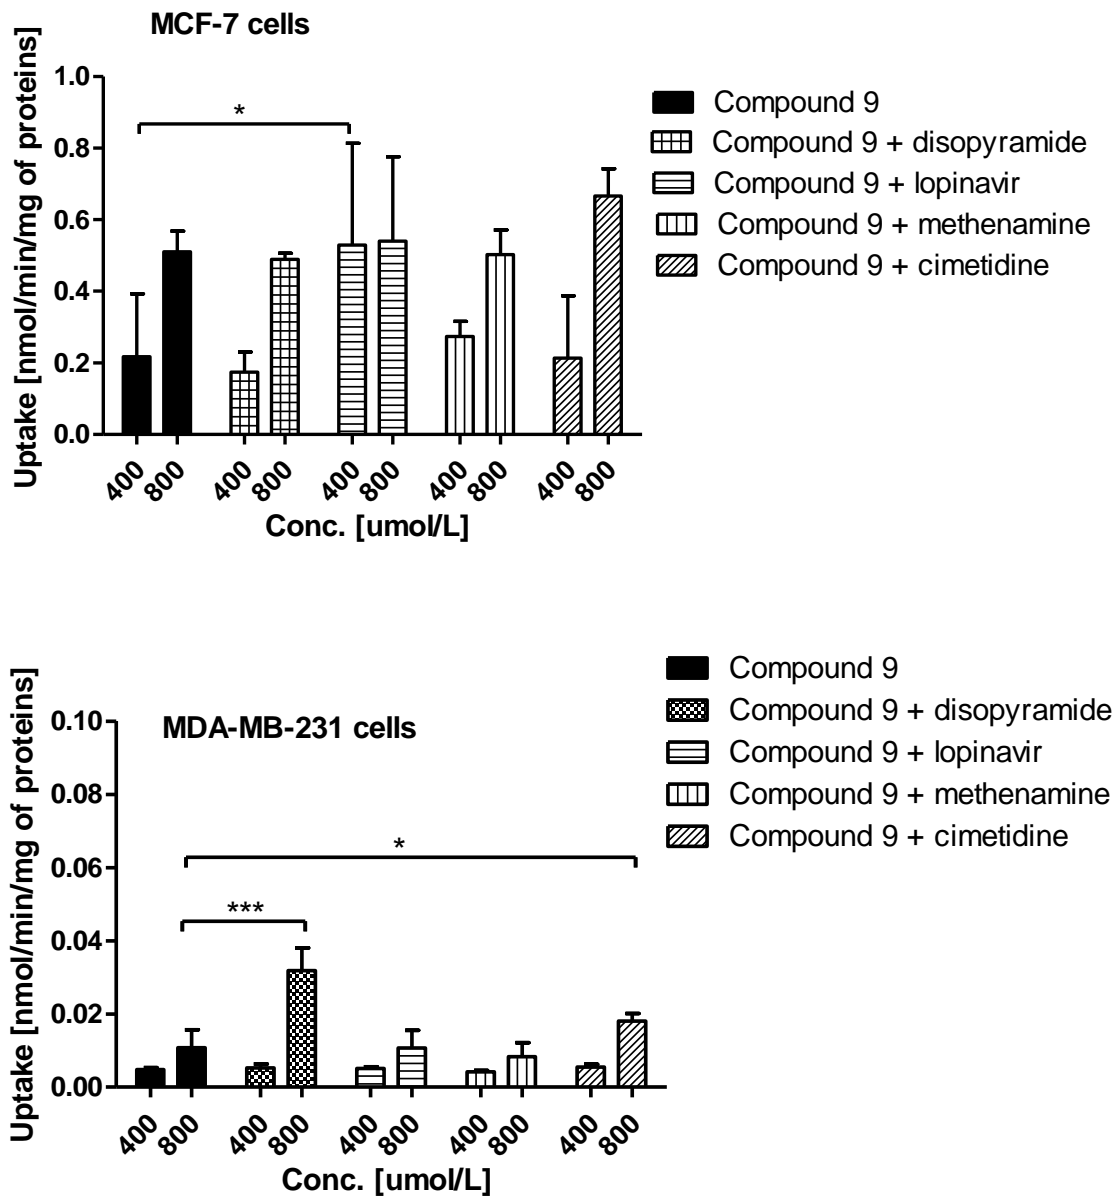 MCF-7 cells
Uptake [nmol/min/mg of proteins]
1.0
0.8
0.6
0.4
0.2
0.0
*
400 800 400 800 400 800 400 800 400 800
Conc. [umol/L]
Compound 9
Compound 9 + disopyramide
Compound 9 + lopinavir
Compound 9 + methenamine
Compound 9 + cimetidine
MDA-MB-231 cells
Uptake [nmol/min/mg of proteins]
0.10
0.08
0.06
0.04
0.02
0.00
*
***
400 800 400 800 400 800 400 800 400 800
Conc. [umol/L]
Compound 9
Compound 9 + disopyramide
Compound 9 + lopinavir
Compound 9 + methenamine
Compound 9 + cimetidine